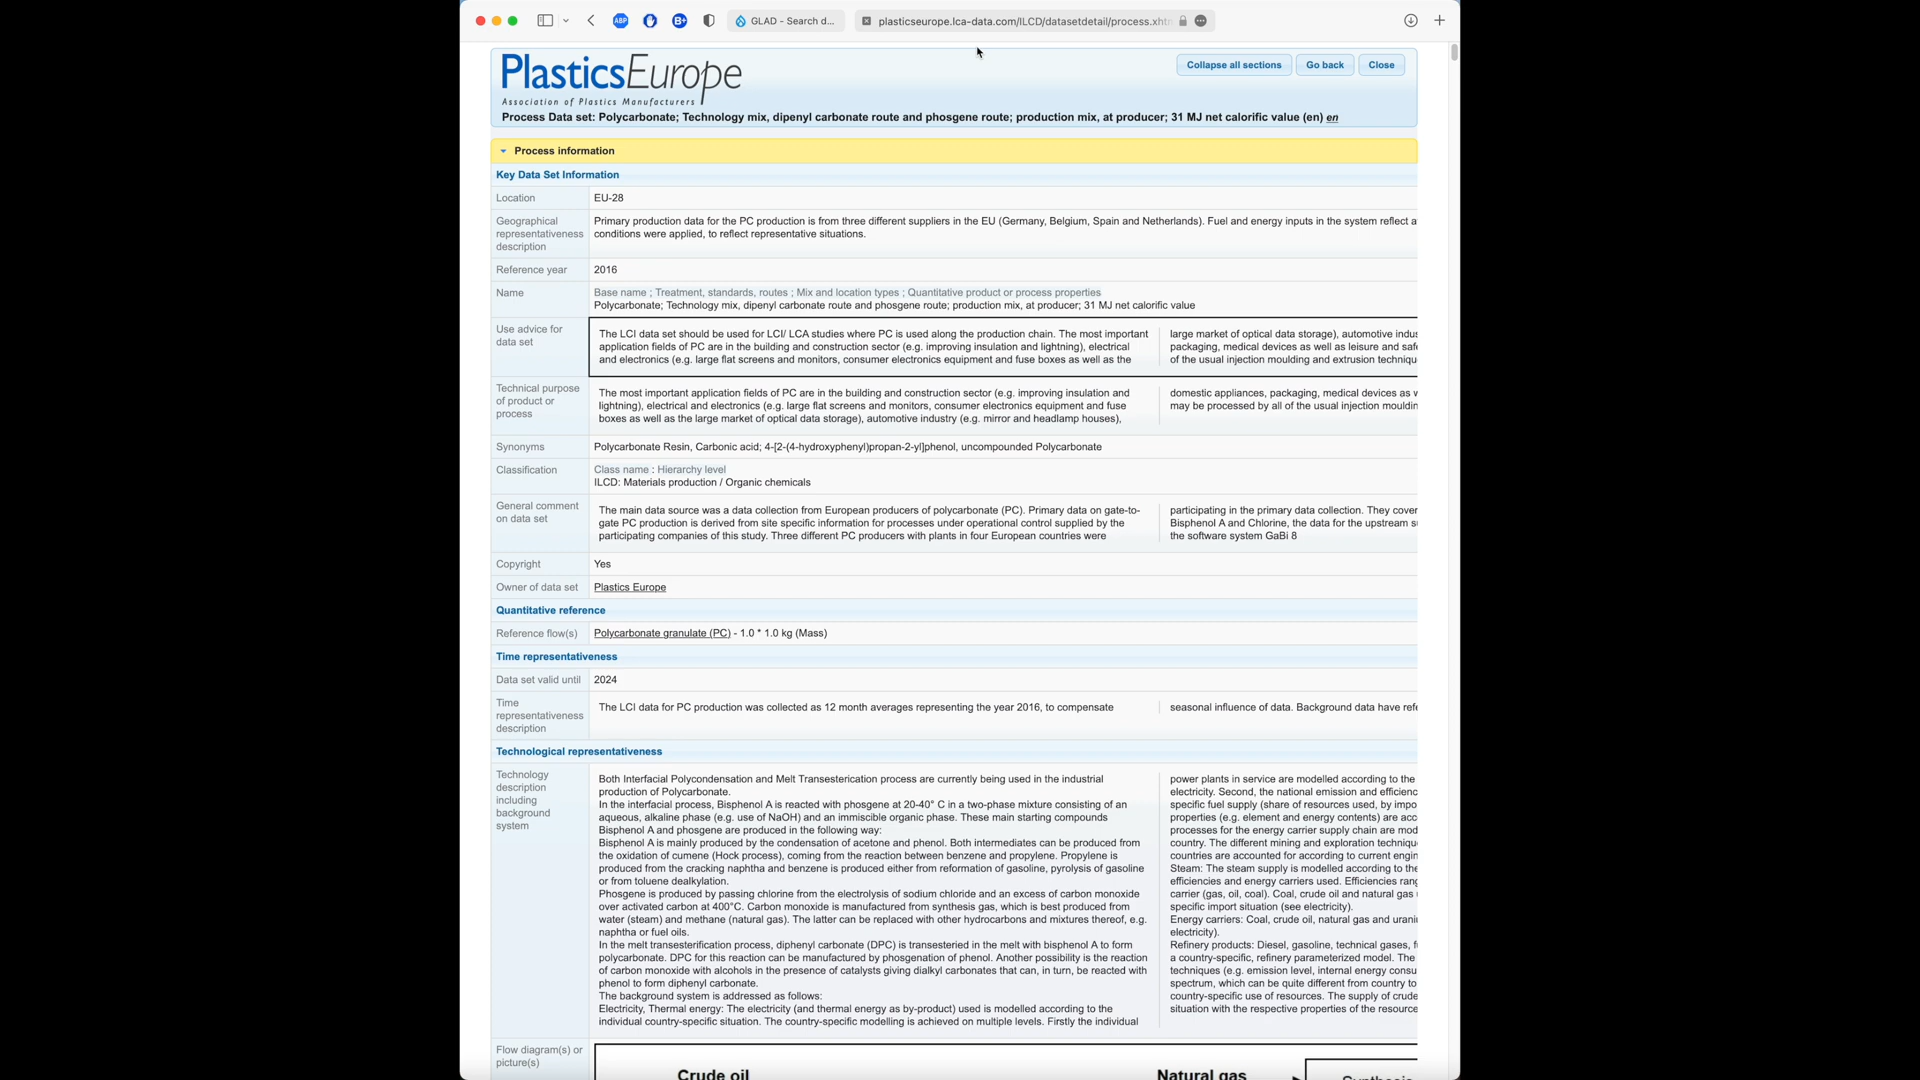 GLAD - Search d...
plasticseurope.lca-data.com/ILCD/datasetdetail/process.xhtm
PlasticsEurope
Association of Plastics Manufacturers
Collapse all sections
Go back
Close
Process Data set: Polycarbonate; Technology mix, dipenyl carbonate route and phosgene route; production mix, at producer; 31 MJ net calorific value (en) en
Process information
Key Data Set Information
Location
EU-28
Geographical
representativeness
description
Primary production data for the PC production is from three different suppliers in the EU (Germany, Belgium, Spain and Netherlands). Fuel and energy inputs in the system reflect a
conditions were applied, to reflect representative situations.
Reference year
2016
Name
Base name ; Treatment, standards, routes ; Mix and location types ; Quantitative product or process properties
Polycarbonate; Technology mix, dipenyl carbonate route and phosgene route; production mix, at producer; 31 MJ net calorific value
Use advice for
data set
The LCI data set should be used for LCI/ LCA studies where PC is used along the production chain. The most important
application fields of PC are in the building and construction sector (e.g. improving insulation and lightning), electrical
and electronics (e.g. large flat screens and monitors, consumer electronics equipment and fuse boxes as well as the
large market of optical data storage), automotive indus
packaging, medical devices as well as leisure and safe
of the usual injection moulding and extrusion technique
Technical purpose
of product or
process
The most important application fields of PC are in the building and construction sector (e.g. improving insulation and
lightning), electrical and electronics (e.g. large flat screens and monitors, consumer electronics equipment and fuse
boxes as well as the large market of optical data storage), automotive industry (e.g. mirror and headlamp houses),
domestic appliances, packaging, medical devices as w
may be processed by all of the usual injection mouldin
Synonyms
Polycarbonate Resin, Carbonic acid; 4-[2-(4-hydroxyphenyl)propan-2-yl]phenol, uncompounded Polycarbonate
Classification
Class name : Hierarchy level
ILCD: Materials production / Organic chemicals
General comment
on data set
The main data source was a data collection from European producers of polycarbonate (PC). Primary data on gate-to-
gate PC production is derived from site specific information for processes under operational control supplied by the
participating companies of this study. Three different PC producers with plants in four European countries were
participating in the primary data collection. They cover
Bisphenol A and Chlorine, the data for the upstream su
the software system GaBi 8
Copyright
Yes
Owner of data set
Plastics Europe
Quantitative reference
Reference flow(s)
Polycarbonate granulate (PC) - 1.0 * 1.0 kg (Mass)
Time representativeness
Data set valid until
2024
Time
representativeness
description
The LCI data for PC production was collected as 12 month averages representing the year 2016, to compensate
seasonal influence of data. Background data have refe
Technological representativeness
Technology
description
including
background
system
Both Interfacial Polycondensation and Melt Transesterication process are currently being used in the industrial
production of Polycarbonate.
In the interfacial process, Bisphenol A is reacted with phosgene at 20-40° C in a two-phase mixture consisting of an
aqueous, alkaline phase (e.g. use of NaOH) and an immiscible organic phase. These main starting compounds
Bisphenol A and phosgene are produced in the following way:
Bisphenol A is mainly produced by the condensation of acetone and phenol. Both intermediates can be produced from
the oxidation of cumene (Hock process), coming from the reaction between benzene and propylene. Propylene is
produced from the cracking naphtha and benzene is produced either from reformation of gasoline, pyrolysis of gasoline
or from toluene dealkylation.
Phosgene is produced by passing chlorine from the electrolysis of sodium chloride and an excess of carbon monoxide
over activated carbon at 400°C. Carbon monoxide is manufactured from synthesis gas, which is best produced from
water (steam) and methane (natural gas). The latter can be replaced with other hydrocarbons and mixtures thereof, e.g.
naphtha or fuel oils.
In the melt transesterification process, diphenyl carbonate (DPC) is transesteried in the melt with bisphenol A to form
polycarbonate. DPC for this reaction can be manufactured by phosgenation of phenol. Another possibility is the reaction
of carbon monoxide with alcohols in the presence of catalysts giving dialkyl carbonates that can, in turn, be reacted with
phenol to form diphenyl carbonate.
The background system is addressed as follows:
Electricity, Thermal energy: The electricity (and thermal energy as by-product) used is modelled according to the
individual country-specific situation. The country-specific modelling is achieved on multiple levels. Firstly the individual
power plants in service are modelled according to the
electricity. Second, the national emission and efficienc
specific fuel supply (share of resources used, by impo
properties (e.g. element and energy contents) are acc
processes for the energy carrier supply chain are mod
country. The different mining and exploration technique
countries are accounted for according to current engin
Steam: The steam supply is modelled according to the
efficiencies and energy carriers used. Efficiencies rang
carrier (gas, oil, coal). Coal, crude oil and natural gas
specific import situation (see electricity).
Energy carriers: Coal, crude oil, natural gas and uraniu
electricity).
Refinery products: Diesel, gasoline, technical gases, f
a country-specific, refinery parameterized model. The
techniques (e.g. emission level, internal energy consu
spectrum, which can be quite different from country to
country-specific use of resources. The supply of crude
situation with the respective properties of the resource
Flow diagram(s) or
picture(s)
Crude oil
Natural gas